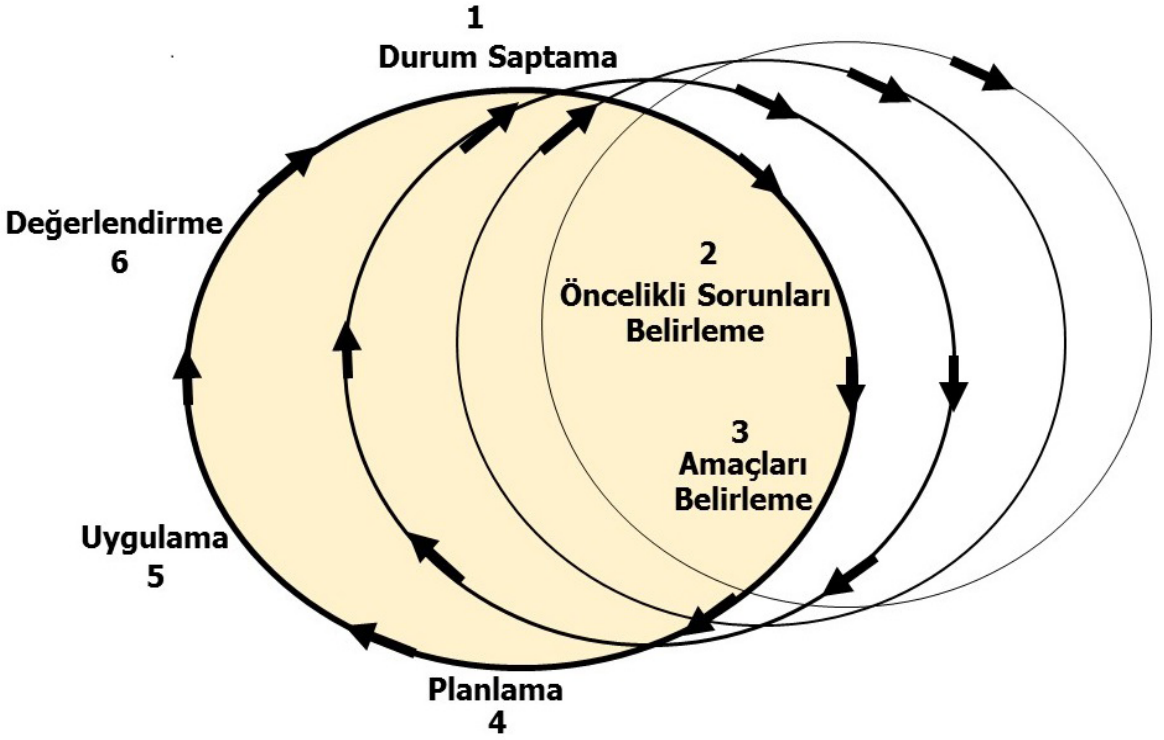 1
Durum Saptama
2
Öncelikli Sorunları
Belirleme
3
Amaçları
Belirleme
Planlama
4
Uygulama
5
Değerlendirme
6